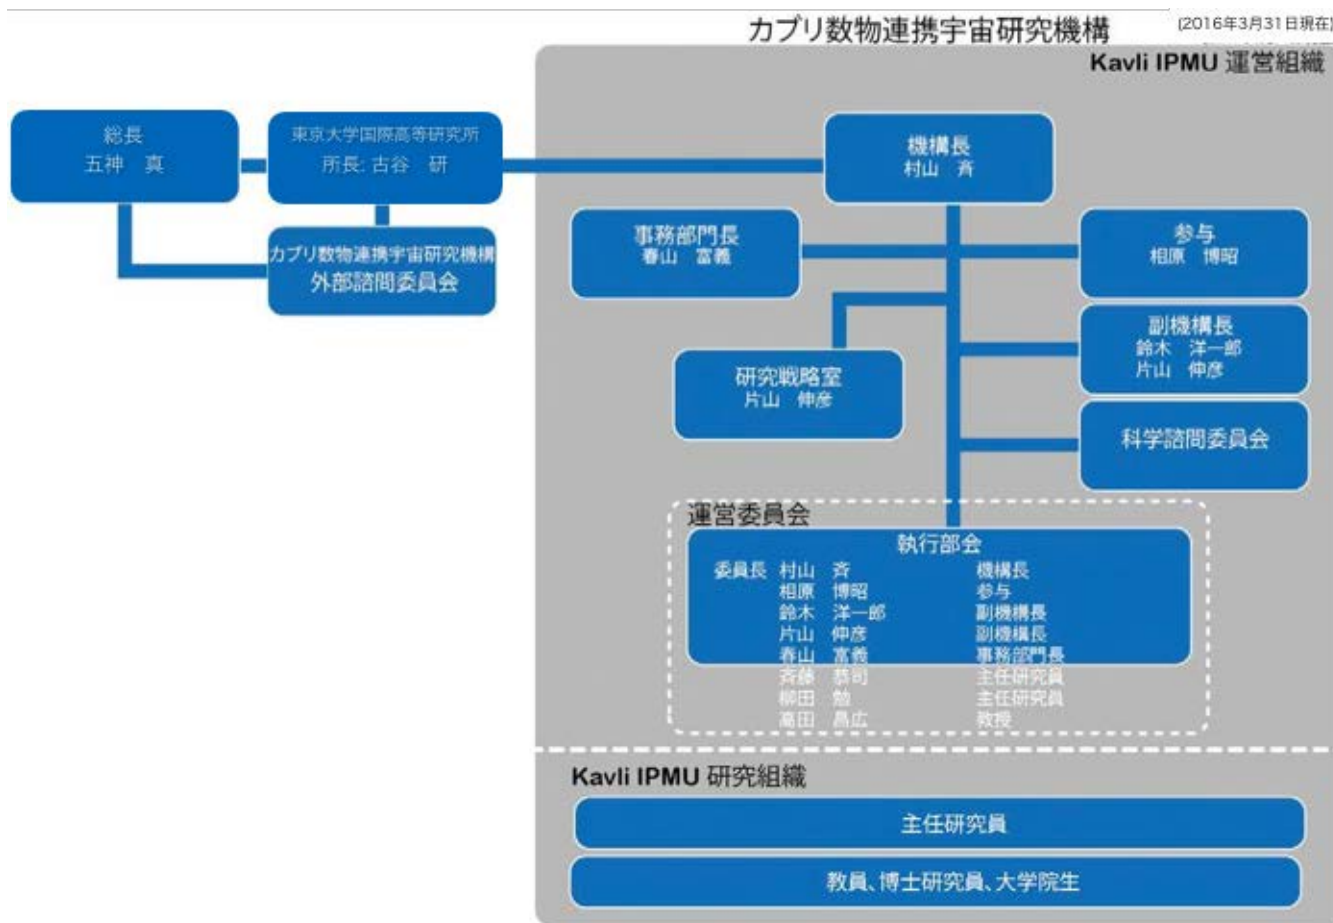 カブリ数物連携宇宙研究機構
(2016年3月31日現在)
Kavli IPMU 運営組織
総長
五神 真
東京大学国際高等研究所
所長: 古谷 研
カブリ数物連携宇宙研究機構
外部諮問委員会
機構長
村山 斉
事務部門長
春山 富義
参与
相原 博昭
副機構長
鈴木 洋一郎
片山 伸彦
研究戦略室
片山 伸彦
科学諮問委員会
運営委員会
執行部会
委員長 村山 斉 機構長
相原 博昭 参与
鈴木 洋一郎 副機構長
片山 伸彦 副機構長
春山 富義 事務部門長
斉藤 恭司 主任研究員
柳田 勉 主任研究員
高田 昌広 教授
Kavli IPMU 研究組織
主任研究員
教員、博士研究員、大学院生